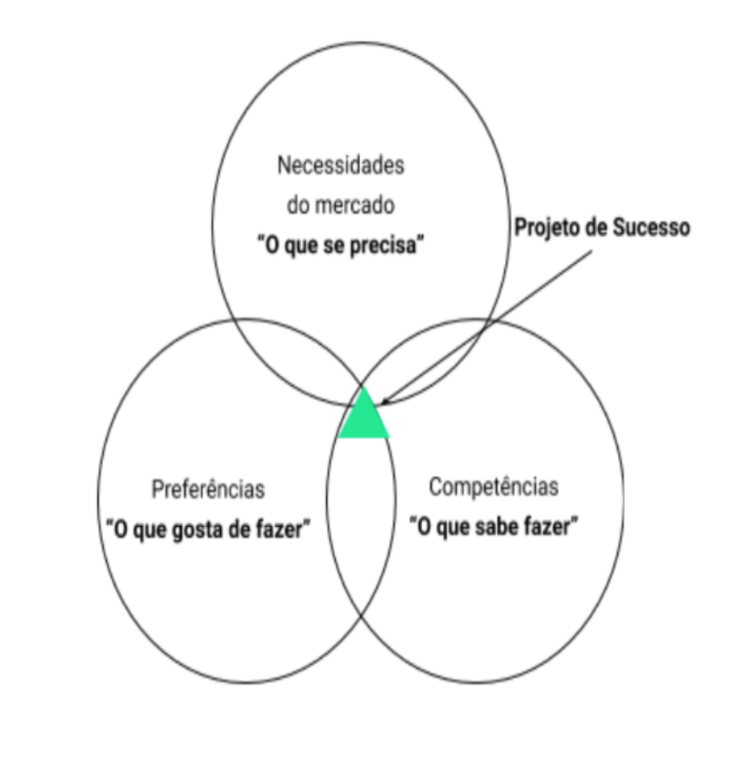 Necessidades
do mercado
“O que se precisa”
Projeto de Sucesso
Preferências
“O que gosta de fazer”
Competências
“O que sabe fazer”